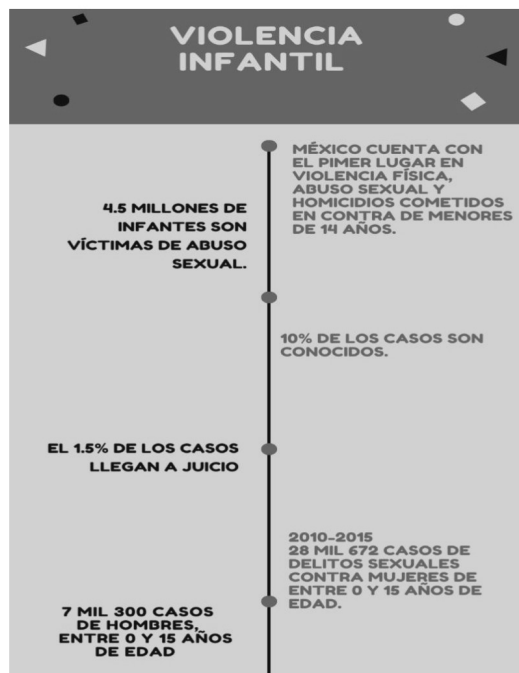 VIOLENCIA
INFANTIL
MÉXICO CUENTA CON
EL PIMER LUGAR EN
VIOLENCIA FÍSICA,
ABUSO SEXUAL Y
HOMICIDIOS COMETIDOS
EN CONTRA DE MENORES
DE 14 AÑOS.
4.5 MILLONES DE
INFANTES SON
VÍCTIMAS DE ABUSO
SEXUAL.
10% DE LOS CASOS SON
CONOCIDOS.
EL 1.5% DE LOS CASOS
LLEGAN A JUICIO
2010-2015
28 MIL 672 CASOS DE
DELITOS SEXUALES
CONTRA MUJERES DE
ENTRE 0 Y 15 AÑOS DE
EDAD.
7 MIL 300 CASOS
DE HOMBRES,
ENTRE 0 Y 15 AÑOS
DE EDAD